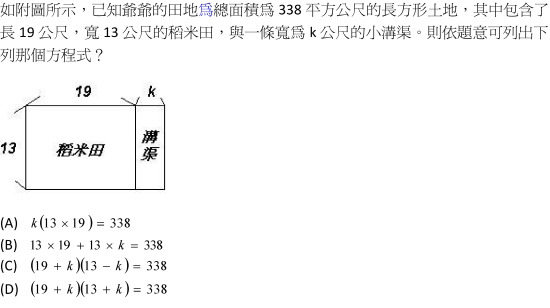 如附圖所示，已知爺爺的田地爲總面積爲 338 平方公尺的長方形土地，其中包含了
長 19 公尺，寬 13 公尺的稻米田，與一條寬爲 k 公尺的小溝渠。則依題意可列出下
列那個方程式？
19 k
13 稻米田 溝渠
(A) k(13 × 19) = 338
(B) 13 × 19 + 13 × k = 338
(C) (19 + k)(13 − k) = 338
(D) (19 + k)(13 + k) = 338